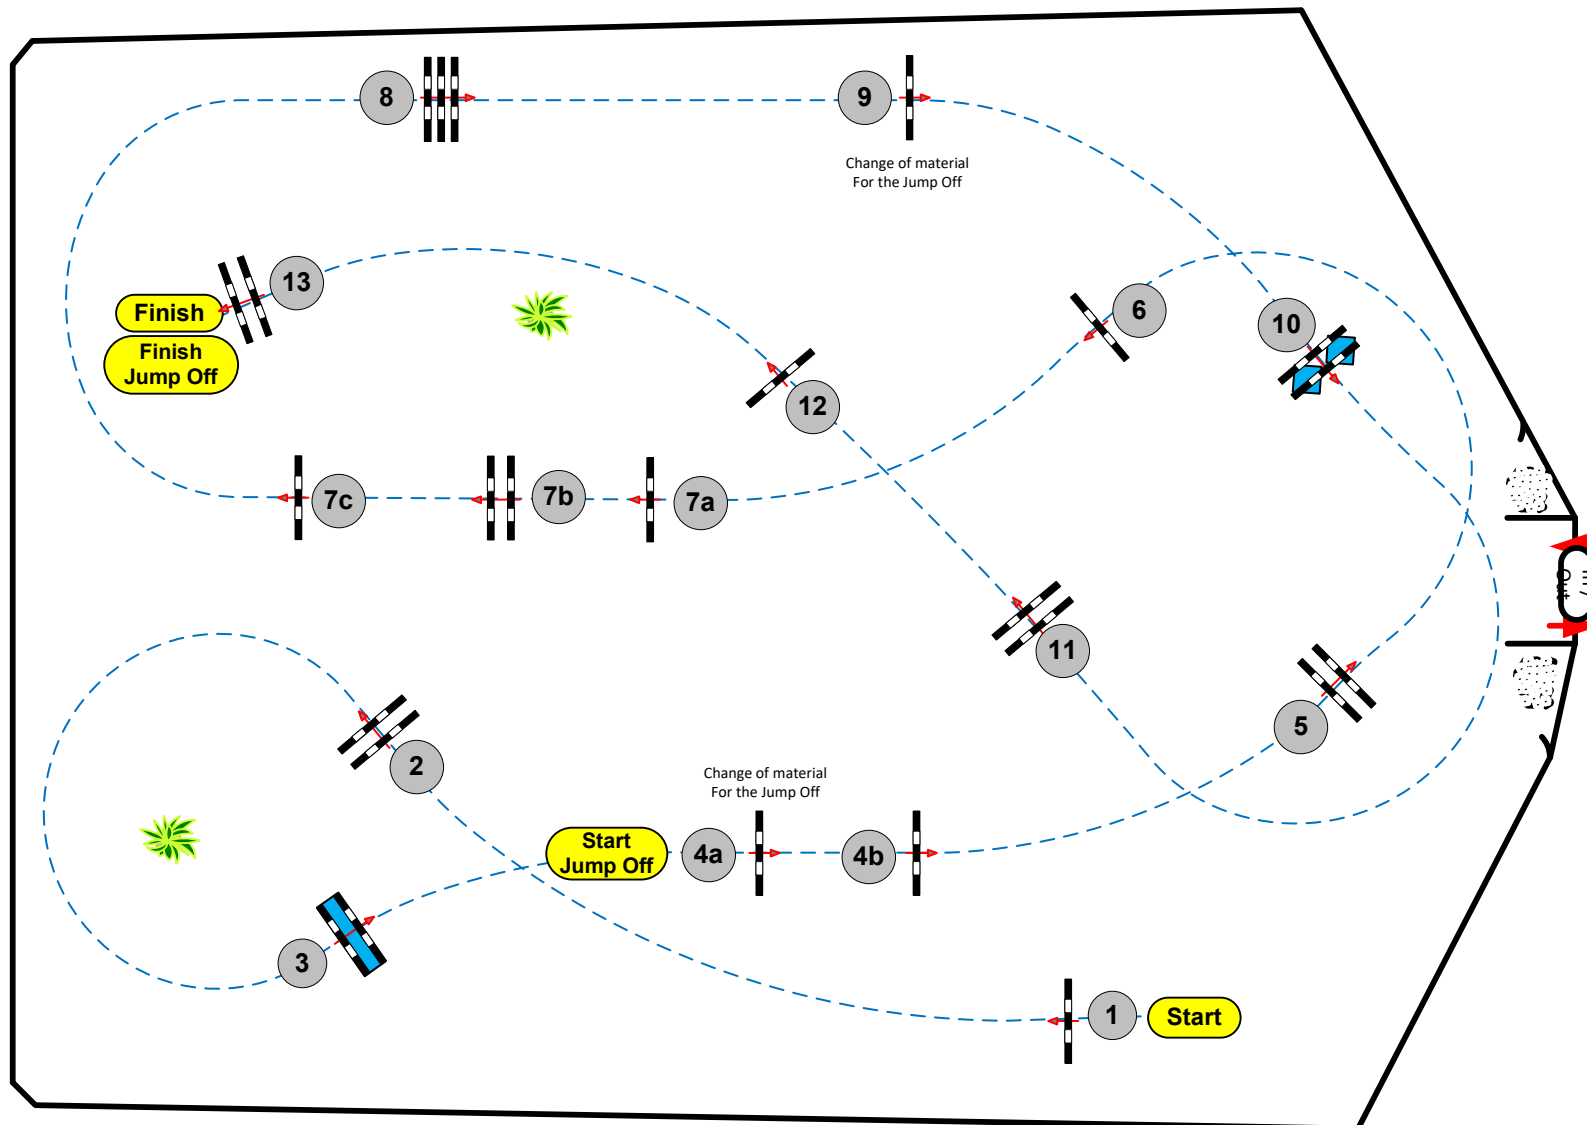 8
9
Change of material
For the Jump Off
13
Finish
Finish
Jump Off
6
10
12
7c
7b
7a
11
2
5
Change of material
For the Jump Off
Start
Jump Off
4a
4b
3
1
Start
Out